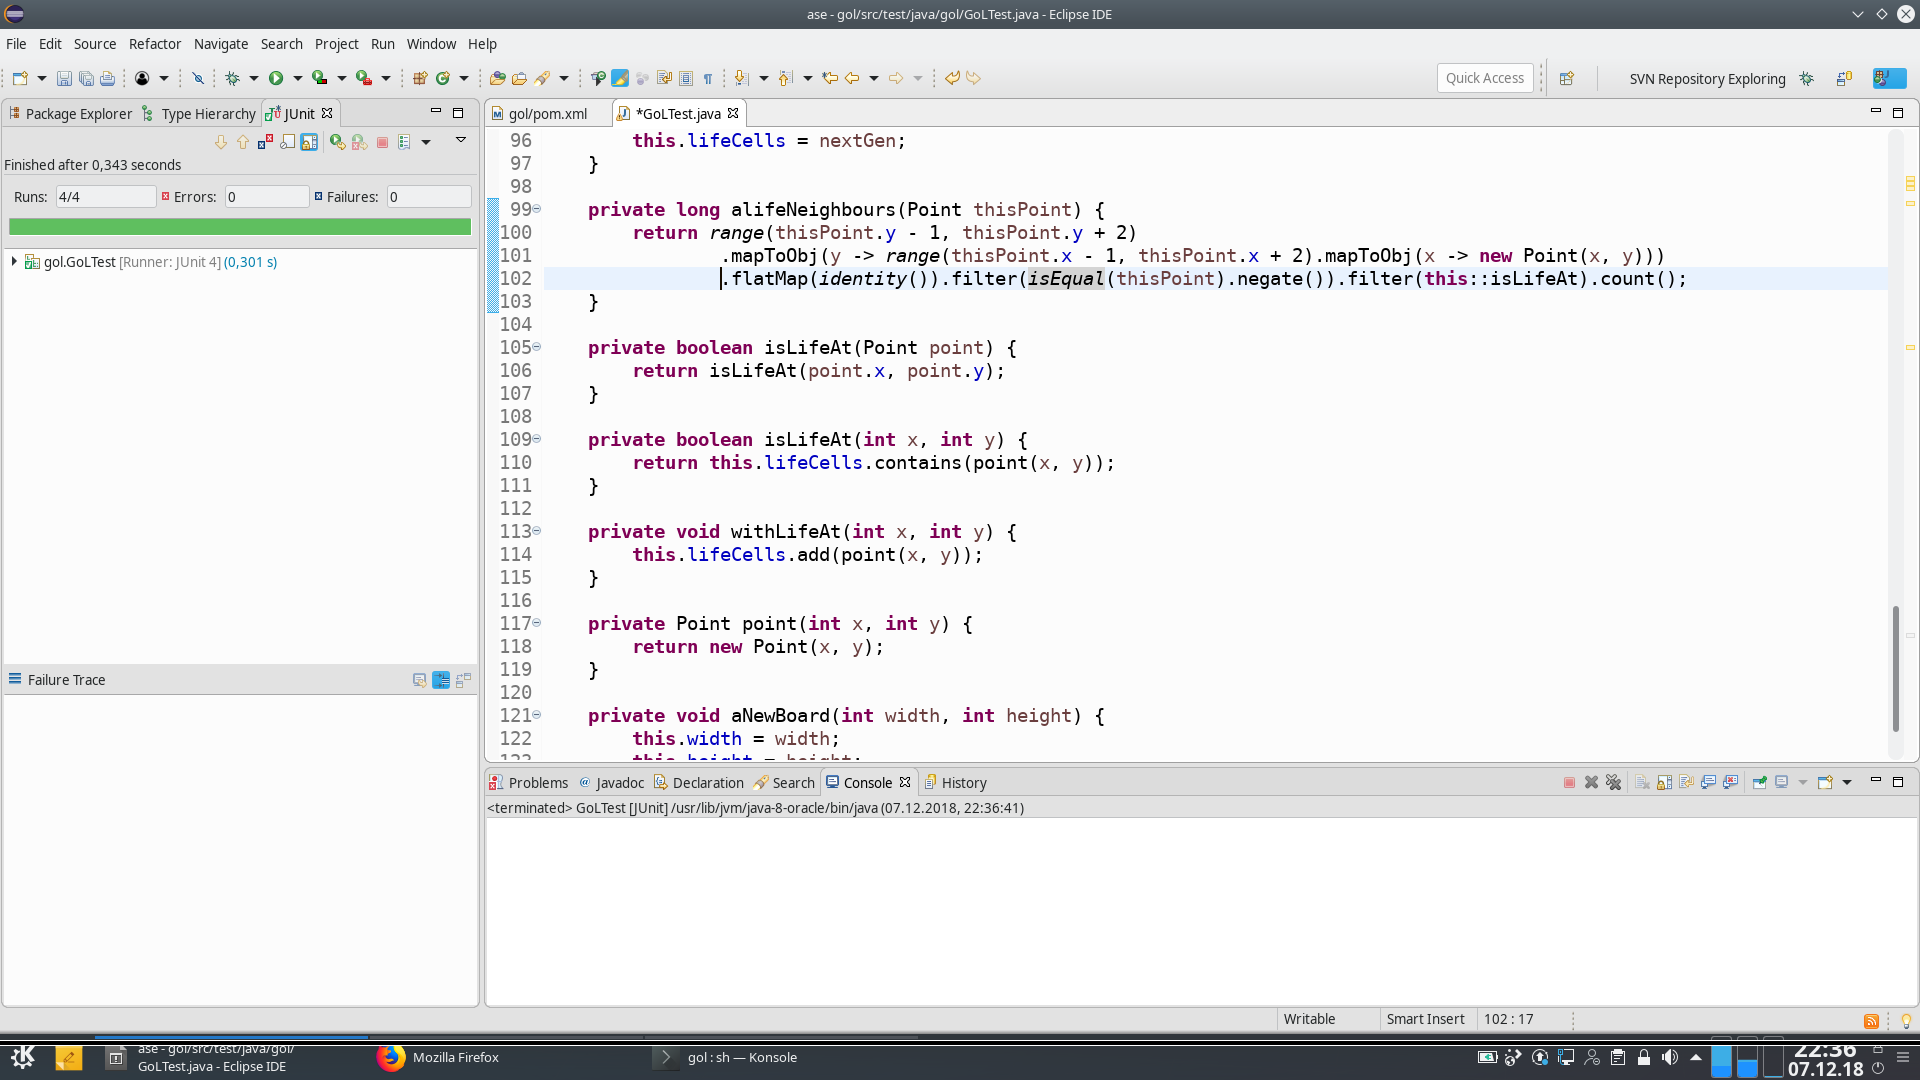 ase - gol/src/test/java/gol/GoLTest.java - Eclipse IDE
File Edit Source Refactor Navigate Search Project Run Window Help
Quick Access
SVN Repository Exploring
Package Explorer Type Hierarchy JUnit
gol/pom.xml *GoLTest.java
Finished after 0,343 seconds
Runs: 4/4 Errors: 0 Failures: 0
gol.GoLTest [Runner: JUnit 4] (0,301 s)
Failure Trace
96 this.lifeCells = nextGen;
97 }
98
99 private long alifeNeighbours(Point thisPoint) {
100 return range(thisPoint.y - 1, thisPoint.y + 2)
101 .mapToObj(y -> range(thisPoint.x - 1, thisPoint.x + 2).mapToObj(x -> new Point(x, y)))
102 .flatMap(identity()).filter(isEqual(thisPoint).negate()).filter(this::isLifeAt).count();
103 }
104
105 private boolean isLifeAt(Point point) {
106 return isLifeAt(point.x, point.y);
107 }
108
109 private boolean isLifeAt(int x, int y) {
110 return this.lifeCells.contains(point(x, y));
111 }
112
113 private void withLifeAt(int x, int y) {
114 this.lifeCells.add(point(x, y));
115 }
116
117 private Point point(int x, int y) {
118 return new Point(x, y);
119 }
120
121 private void aNewBoard(int width, int height) {
122 this.width = width;
123 this.height = height;
Problems Javadoc Declaration Search Console History
<terminated> GoLTest [JUnit] /usr/lib/jvm/java-8-oracle/bin/java (07.12.2018, 22:36:41)
Writable Smart Insert 102 : 17
ase - gol/src/test/java/gol/
GoLTest.java - Eclipse IDE
Mozilla Firefox
gol : sh — Konsole
22:36
07.12.18